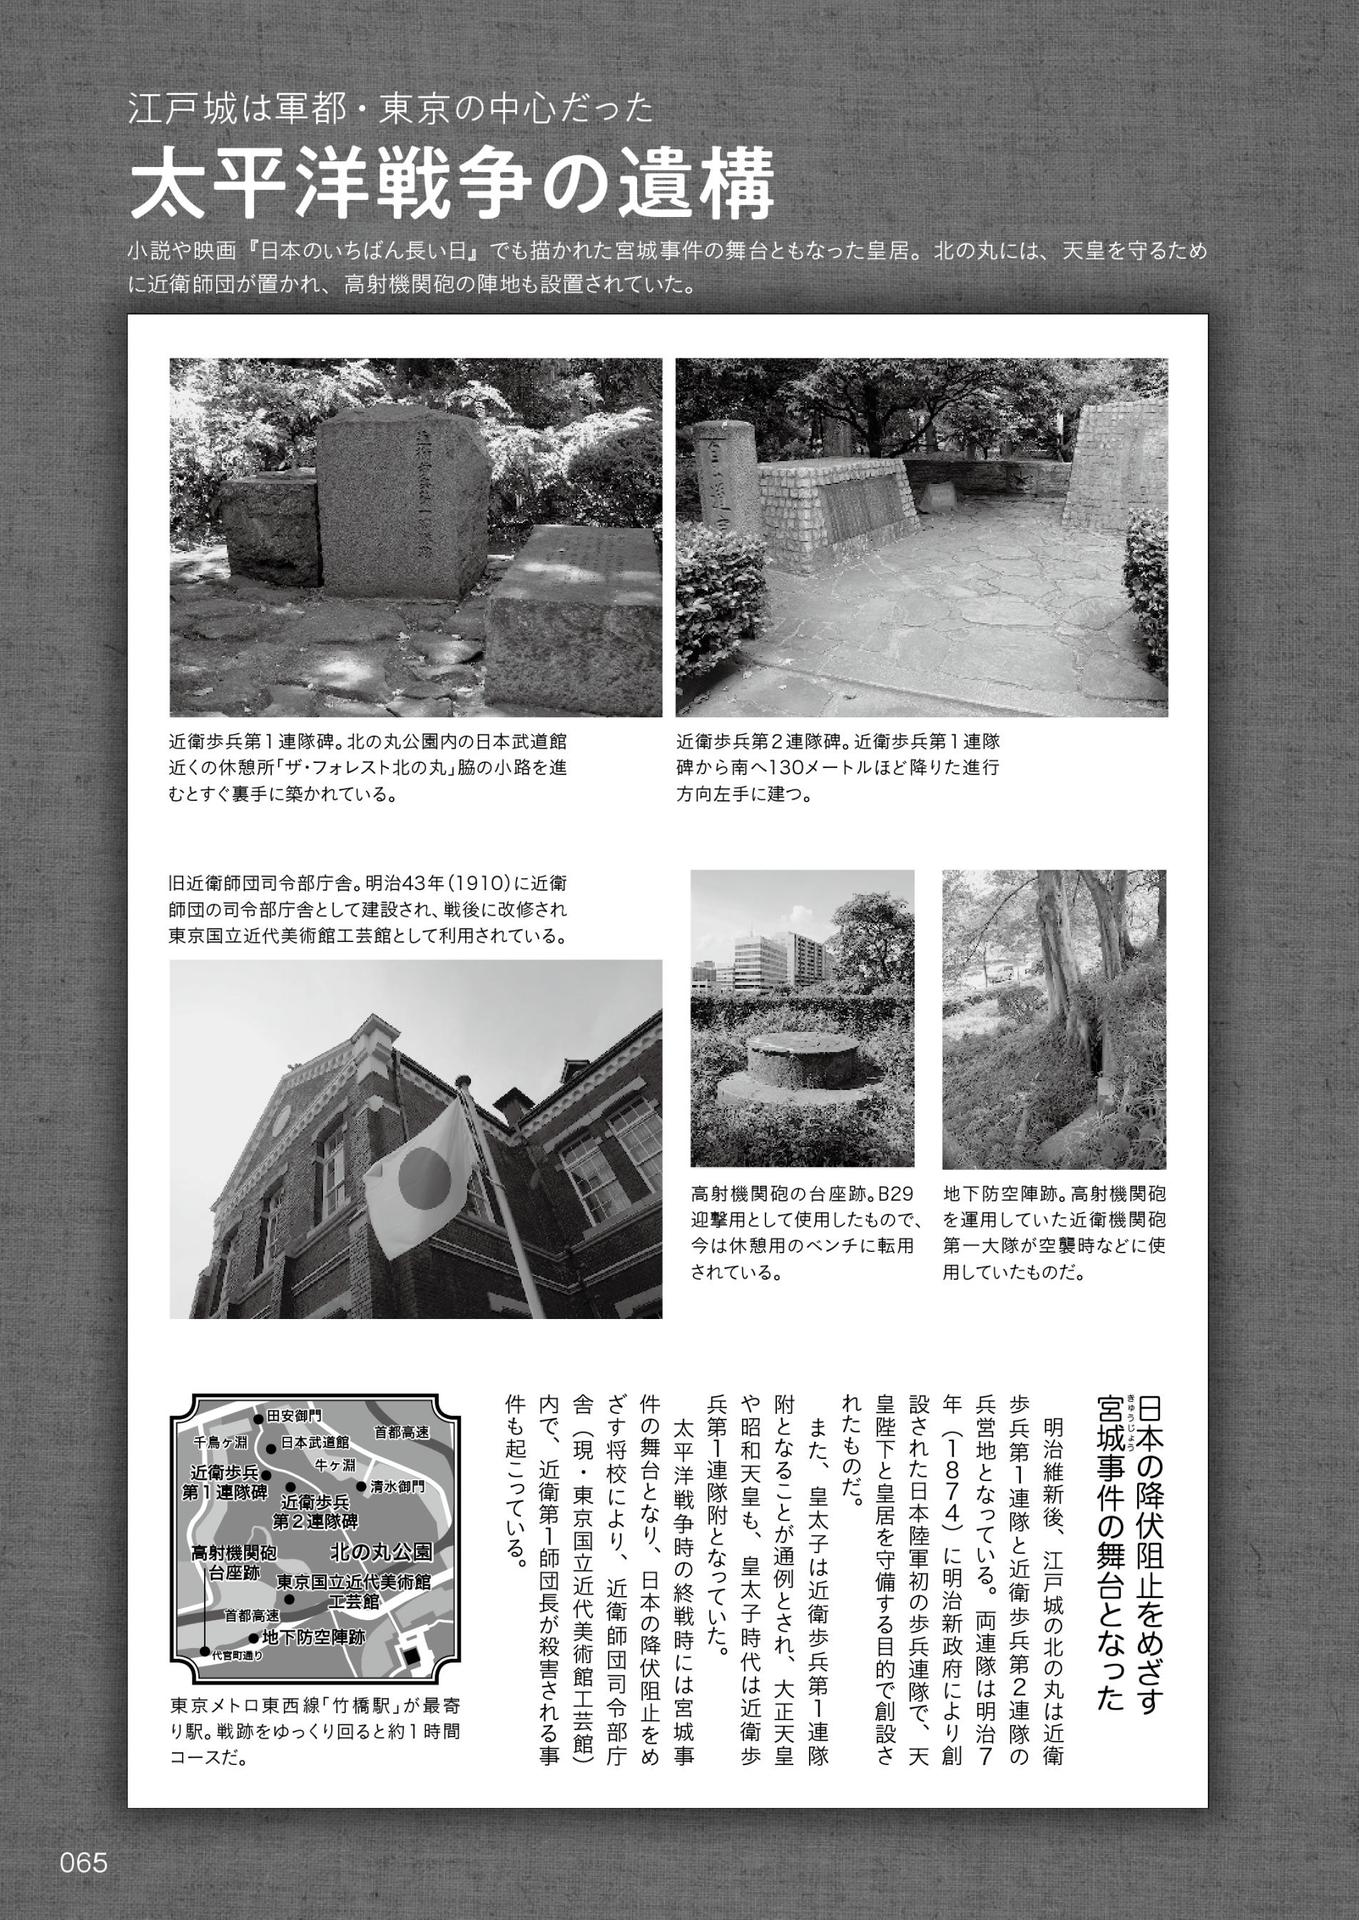 江戸城は軍都・東京の中心だった
太平洋戦争の遺構
小説や映画『日本のいちばん長い日』でも描かれた宮城事件の舞台ともなった皇居。北の丸には、天皇を守るため
に近衛師団が置かれ、高射機関砲の陣地も設置されていた。
近衛歩兵第1連隊碑。北の丸公園内の日本武道館
近くの休憩所「ザ・フォレスト北の丸」脇の小路を進
むとすぐ裏手に築かれている。
近衛歩兵第2連隊碑。近衛歩兵第1連隊
碑から南へ130メートルほど降りた進行
方向左手に建つ。
旧近衛師団司令部庁舎。明治43年(1910)に近衛
師団の司令部庁舎として建設され、戦後に改修され
東京国立近代美術館工芸館として利用されている。
高射機関砲の台座跡。B29
迎撃用として使用したもので、
今は休憩用のベンチに転用
されている。
地下防空陣跡。高射機関砲
を運用していた近衛機関砲
第一大隊が空襲時などに使
用していたものだ。
日本の降伏阻止をめざす
宮城事件の舞台となった
きゅうじょう
明治維新後、江戸城の北の丸は近衛
歩兵第1連隊と近衛歩兵第2連隊の
兵営地となっている。両連隊は明治7
年(1874)に明治新政府により創
設された日本陸軍初の歩兵連隊で、天
皇陛下と皇居を守備する目的で創設さ
れたものだ。
また、皇太子は近衛歩兵第1連隊
附となることが通例とされ、大正天皇
や昭和天皇も、皇太子時代は近衛歩
兵第1連隊附となっていた。
太平洋戦争時の終戦時には宮城事
件の舞台となり、日本の降伏阻止をめ
ざす将校により、近衛師団司令部庁
舎(現・東京国立近代美術館工芸館)
内で、近衛第1師団長が殺害される事
件も起こっている。
田安御門
首都高速
千鳥ヶ淵
日本武道館
牛ヶ淵
近衛歩兵
第1連隊碑
清水御門
近衛歩兵
第2連隊碑
高射機関砲
台座跡
北の丸公園
東京国立近代美術館
工芸館
首都高速
地下防空陣跡
代官町通り
東京メトロ東西線「竹橋駅」が最寄
り駅。戦跡をゆっくり回ると約1時間
コースだ。
065